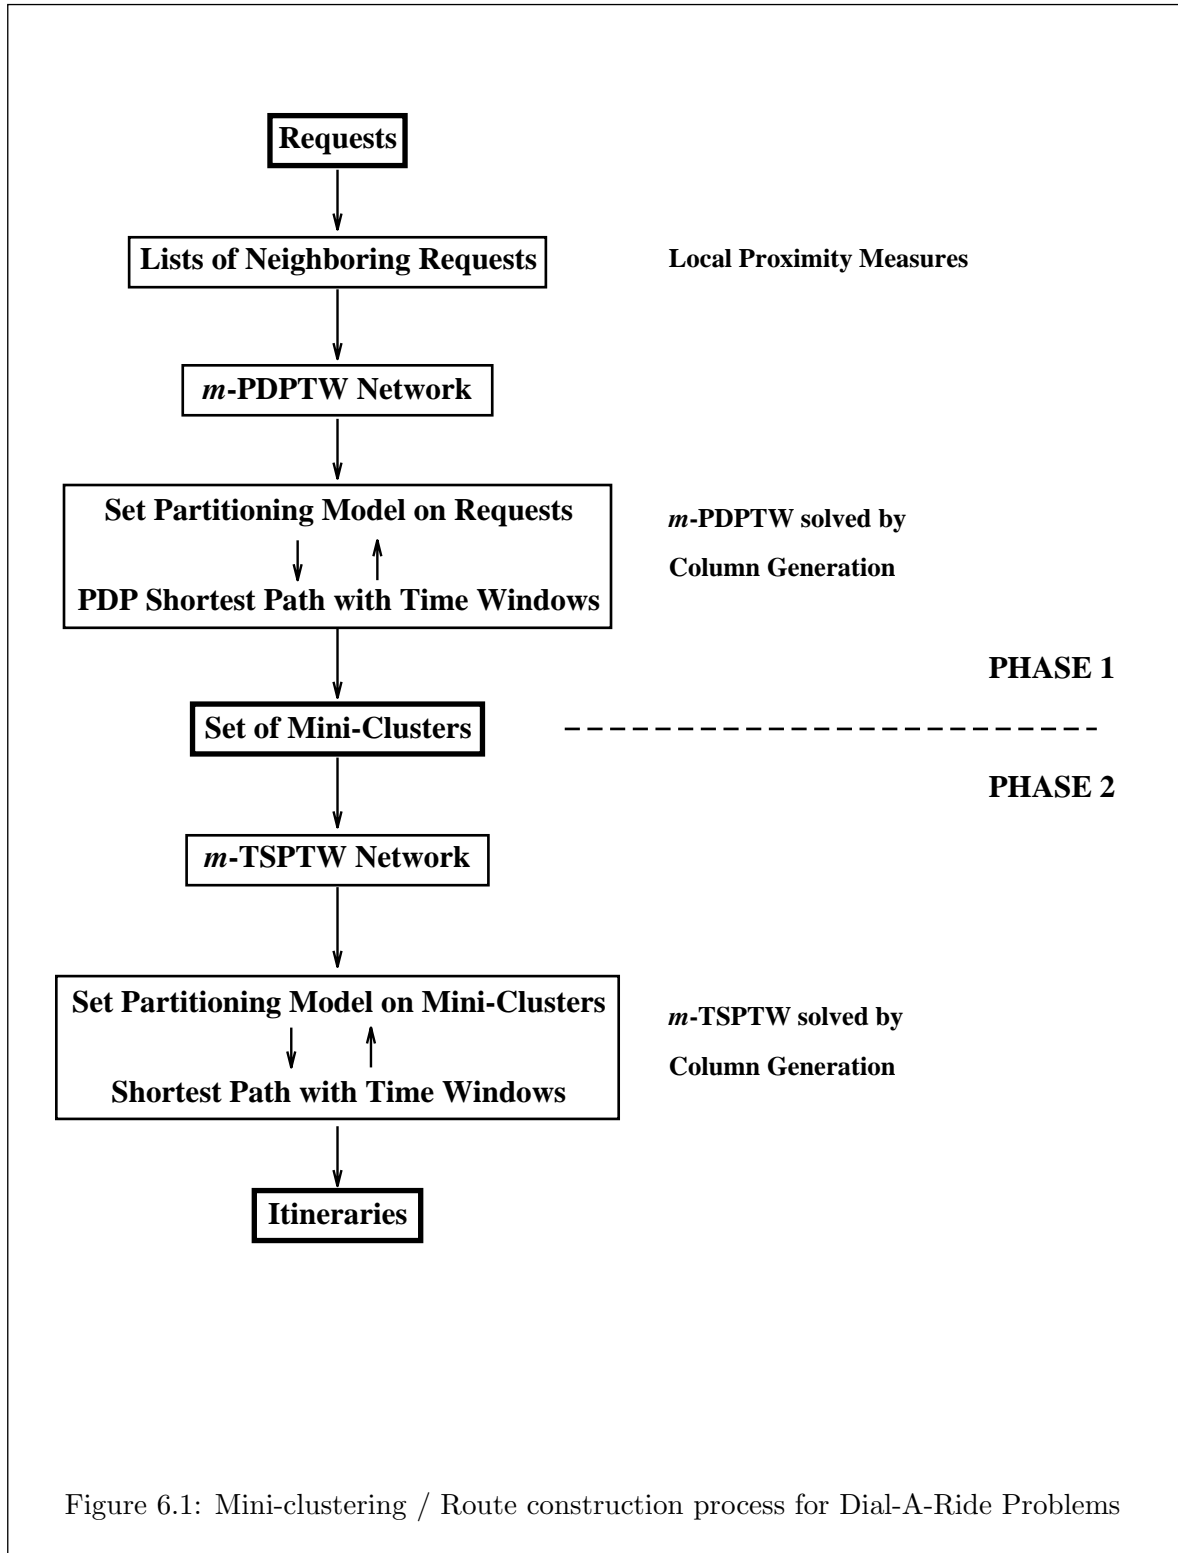 Requests
Lists of Neighboring Requests
Local Proximity Measures
m-PDPTW Network
Set Partitioning Model on Requests
PDP Shortest Path with Time Windows
m-PDPTW solved by
Column Generation
PHASE 1
Set of Mini-Clusters
PHASE 2
m-TSPTW Network
Set Partitioning Model on Mini-Clusters
Shortest Path with Time Windows
m-TSPTW solved by
Column Generation
Itineraries
Figure 6.1: Mini-clustering / Route construction process for Dial-A-Ride Problems